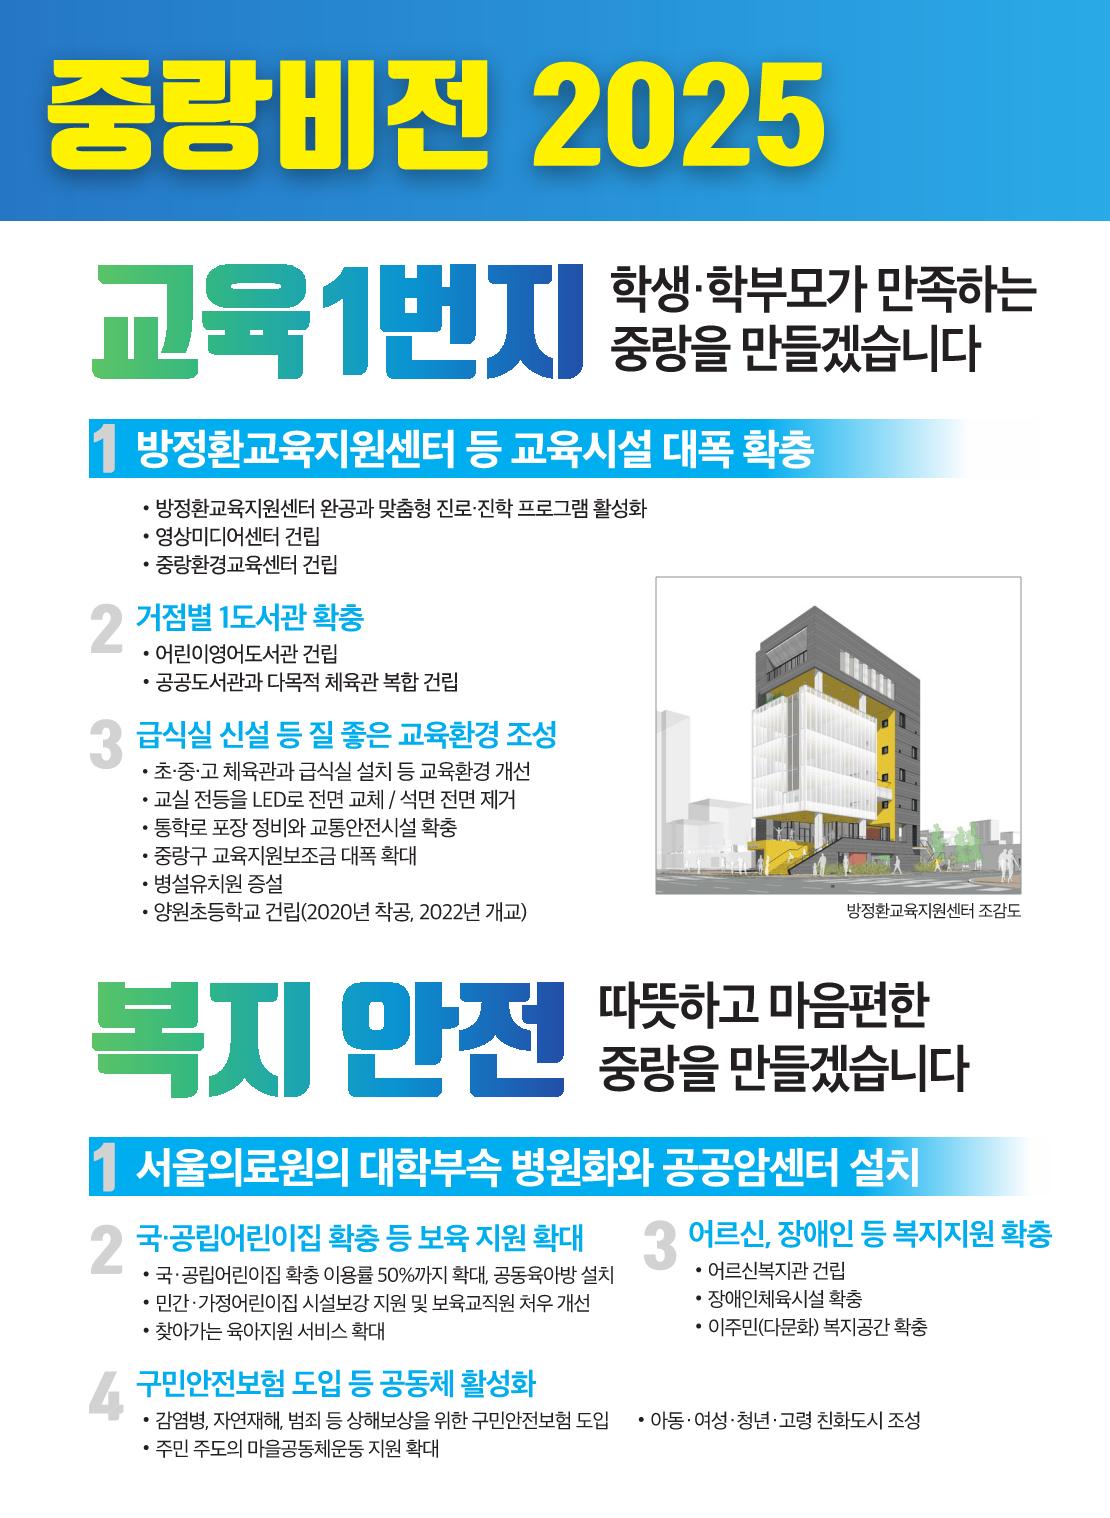 중랑비전 2025
교육1번지
학생·학부모가 만족하는
중랑을 만들겠습니다
1 방정환교육지원센터 등 교육시설 대폭 확충
• 방정환교육지원센터 완공과 맞춤형 진로·진학 프로그램 활성화
• 영상미디어센터 건립
• 중랑환경교육센터 건립
2 거점별 1도서관 확충
• 어린이영어도서관 건립
• 공공도서관과 다목적 체육관 복합 건립
3 급식실 신설 등 질 좋은 교육환경 조성
• 초·중·고 체육관과 급식실 설치 등 교육환경 개선
• 교실 전등을 LED로 전면 교체 / 석면 전면 제거
• 통학로 포장 정비와 교통안전시설 확충
• 중랑구 교육지원보조금 대폭 확대
• 병설유치원 증설
• 양원초등학교 건립(2020년 착공, 2022년 개교)
방정환교육지원센터 조감도
복지 안전
따뜻하고 마음편한
중랑을 만들겠습니다
1 서울의료원의 대학부속 병원화와 공공암센터 설치
2 국·공립어린이집 확충 등 보육 지원 확대
• 국·공립어린이집 확충 이용률 50%까지 확대, 공동육아방 설치
• 민간·가정어린이집 시설보강 지원 및 보육교직원 처우 개선
• 찾아가는 육아지원 서비스 확대
3 어르신, 장애인 등 복지지원 확충
• 어르신복지관 건립
• 장애인체육시설 확충
• 이주민(다문화) 복지공간 확충
4 구민안전보험 도입 등 공동체 활성화
• 감염병, 자연재해, 범죄 등 상해보상을 위한 구민안전보험 도입
• 주민 주도의 마을공동체운동 지원 확대
• 아동·여성·청년·고령 친화도시 조성